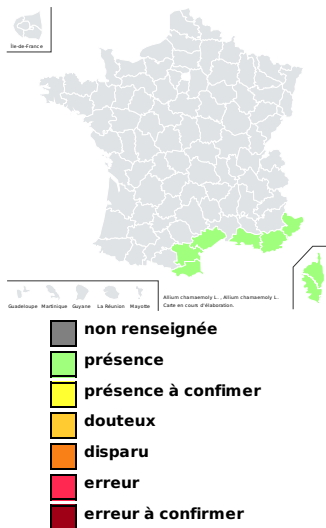 Île-de-France
Guadeloupe Martinique Guyane La Réunion Mayotte
Allium chamaemoly L. , Allium chamaemoly L.
Carte en cours d'élaboration.
non renseignée
présence
présence à confimer
douteux
disparu
erreur
erreur à confirmer